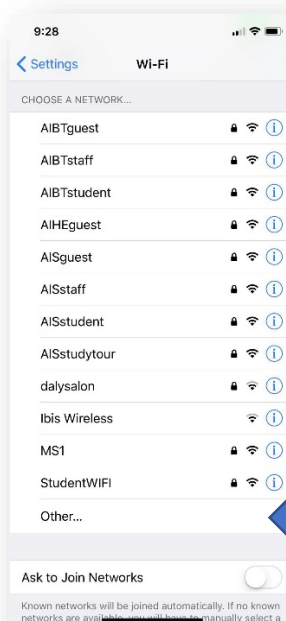 9:28
Settings Wi-Fi
CHOOSE A NETWORK...
AIBTguest
AIBTstaff
AIBTstudent
AIHEguest
AISguest
AISstaff
AISstudent
AISstudytour
dalysalon
Ibis Wireless
MS1
StudentWIFI
Other...
Ask to Join Networks
Known networks will be joined automatically. If no known
networks are available, you will have to manually select a